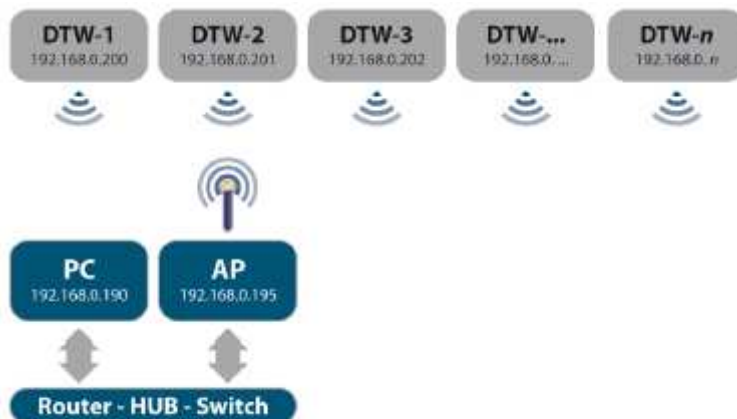 DTW-1
192.168.0.200
DTW-2
192.168.0.201
DTW-3
192.168.0.202
DTW-...
192.168.0. ...
DTW-n
192.168.0. n
PC
192.168.0.190
AP
192.168.0.195
Router - HUB - Switch